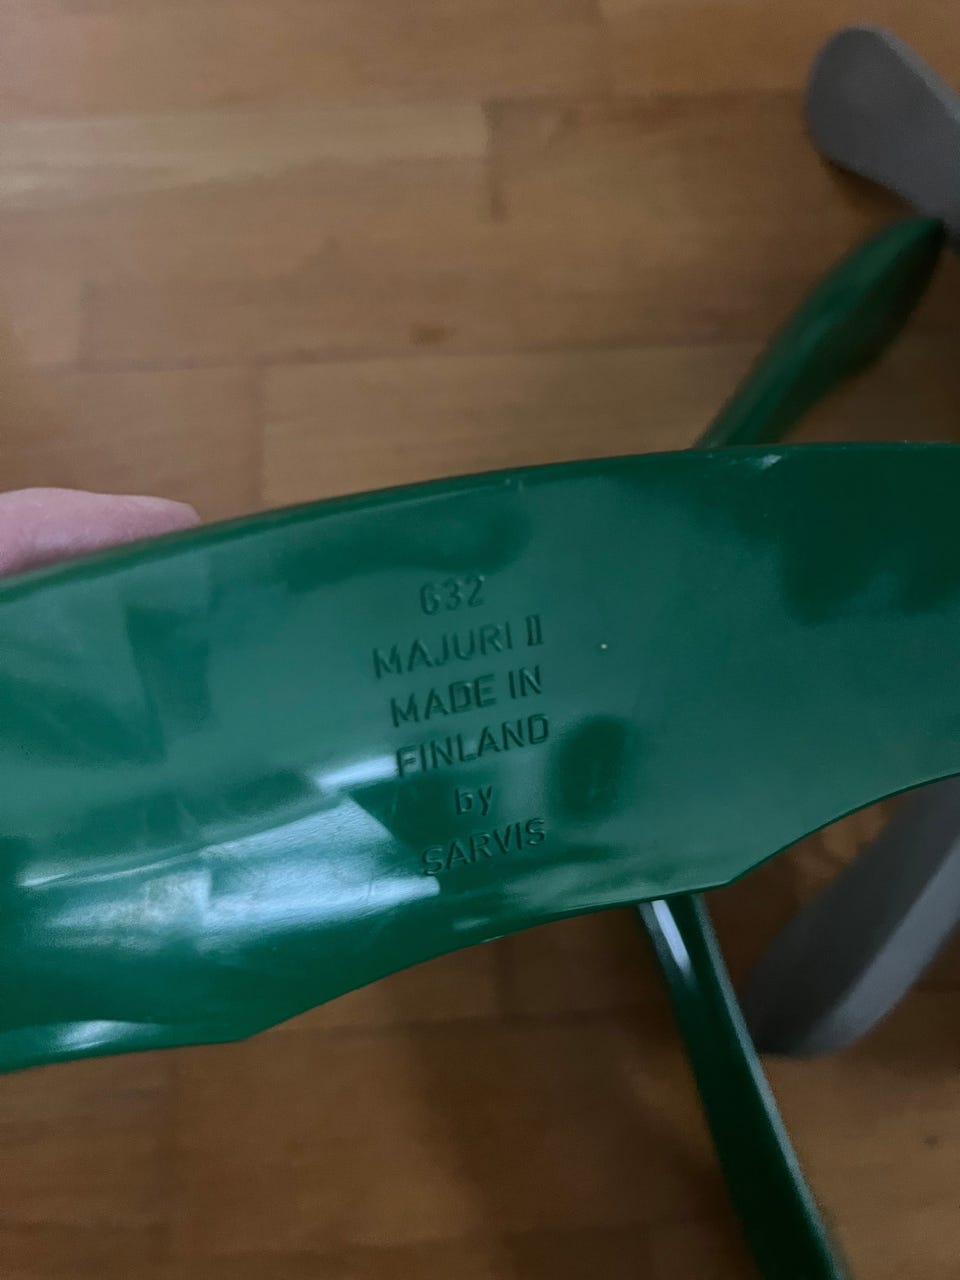 632
MAJURI II
MADE IN
FINLAND
by
SARVIS